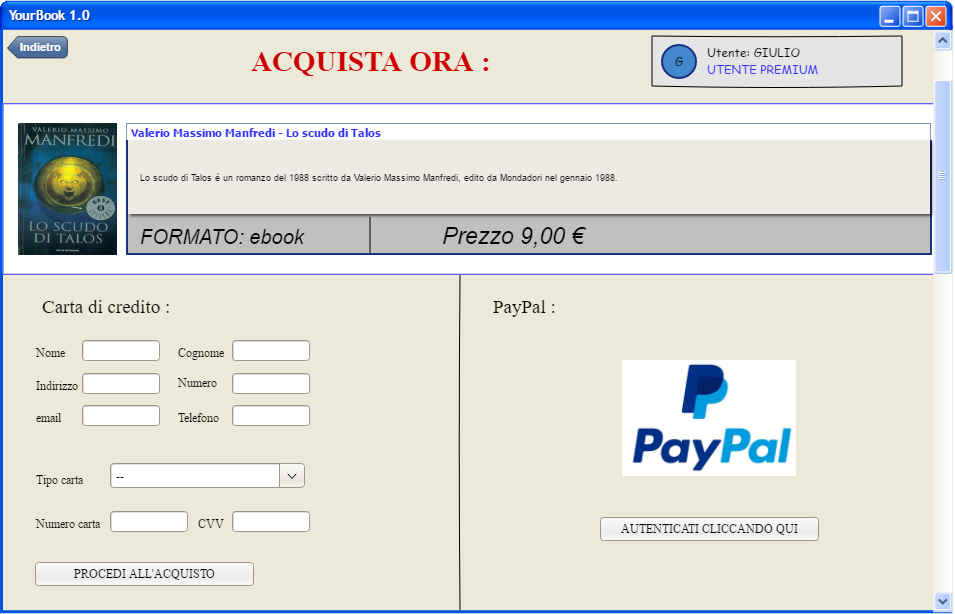 YourBook 1.0
Indietro
ACQUISTA ORA :
G
Utente: GIULIO
UTENTE PREMIUM
VALERIO MASSIMO
MANFREDI
BEST
LO SCUDO
DI TALOS
Valerio Massimo Manfredi - Lo scudo di Talos
Lo scudo di Talos è un romanzo del 1988 scritto da Valerio Massimo Manfredi, edito da Mondadori nel gennaio 1988.
FORMATO: ebook
Prezzo 9,00 €
Carta di credito :
Nome
Cognome
Indirizzo
Numero
email
Telefono
Tipo carta
--
Numero carta
CVV
PROCEDI ALL'ACQUISTO
PayPal :
PayPal
AUTENTICATI CLICCANDO QUI